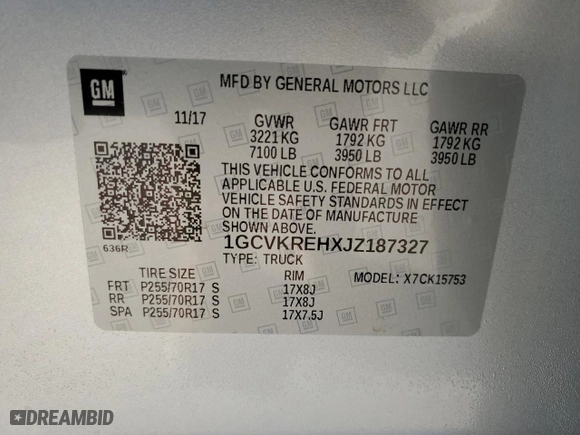 GM
MFD BY GENERAL MOTORS LLC
11/17 GVWR GAWR FRT GAWR RR
3221 KG 1792 KG 1792 KG
7100 LB 3950 LB 3950 LB
THIS VEHICLE CONFORMS TO ALL
APPLICABLE U.S. FEDERAL MOTOR
VEHICLE SAFETY STANDARDS IN EFFECT
ON THE DATE OF MANUFACTURE
SHOWN ABOVE.
636R
1GCVKREHXJZ187327
TYPE: TRUCK MODEL: X7CK15753
TIRE SIZE RIM
FRT P255/70R17 S 17X8J
RR P255/70R17 S 17X8J
SPA P255/70R17 S 17X7.5J
DREAMBID